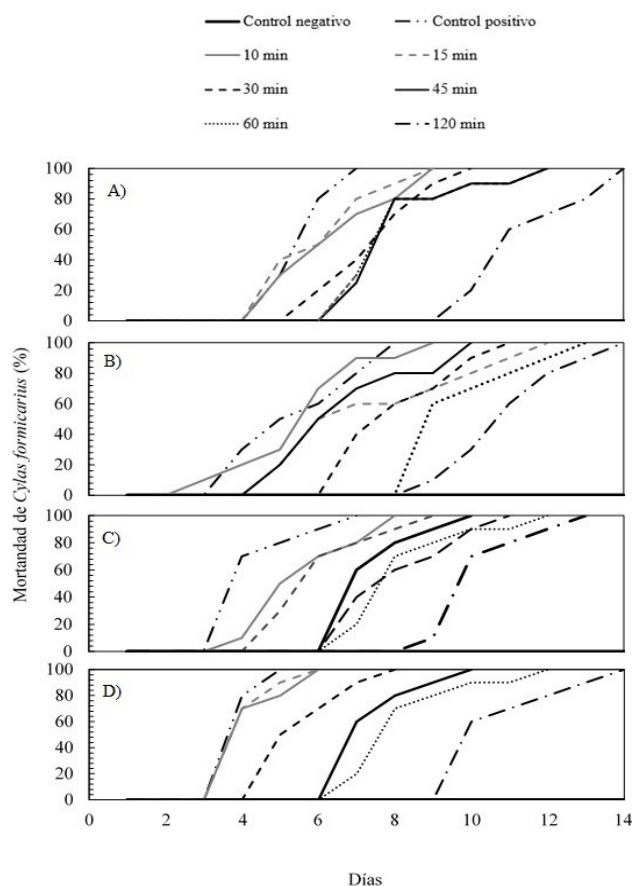 Control negativo
Control positivo
10 min
15 min
30 min
45 min
60 min
120 min
Mortandad de Cylas formicarius (%)
100
80
60
40
20
0
A)
100
80
60
40
20
0
B)
100
80
60
40
20
0
C)
100
80
60
40
20
0
D)
0 2 4 6 8 10 12 14
Días